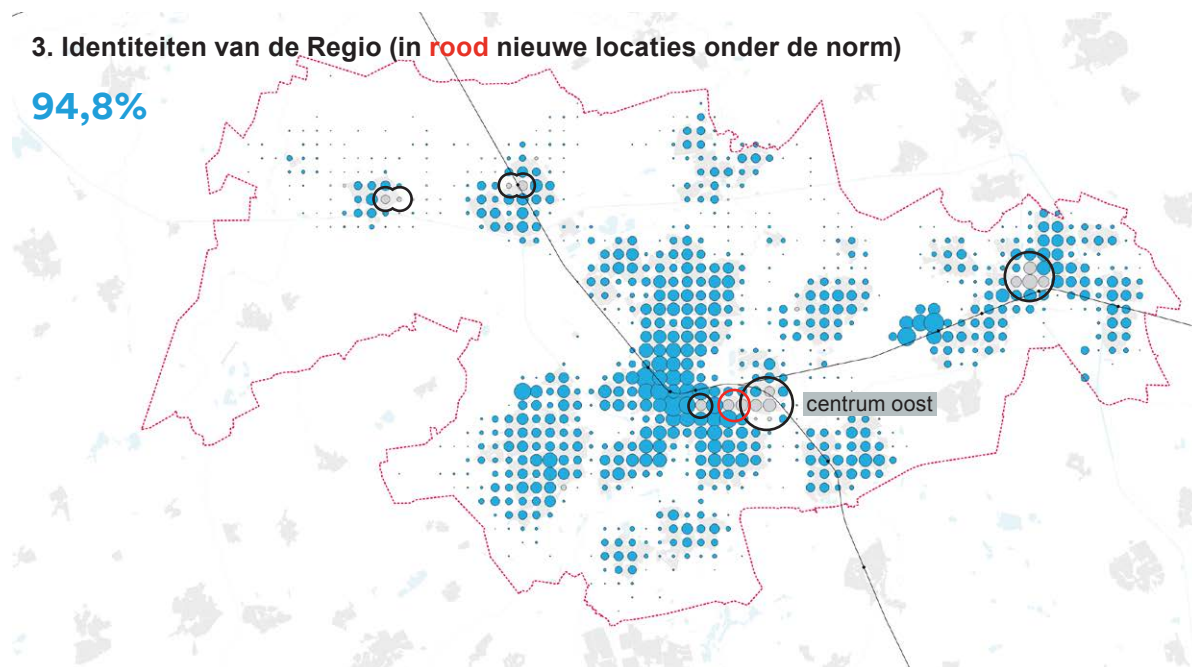 3. Identiteiten van de Regio (in rood nieuwe locaties onder de norm)
94,8%
centrum oost